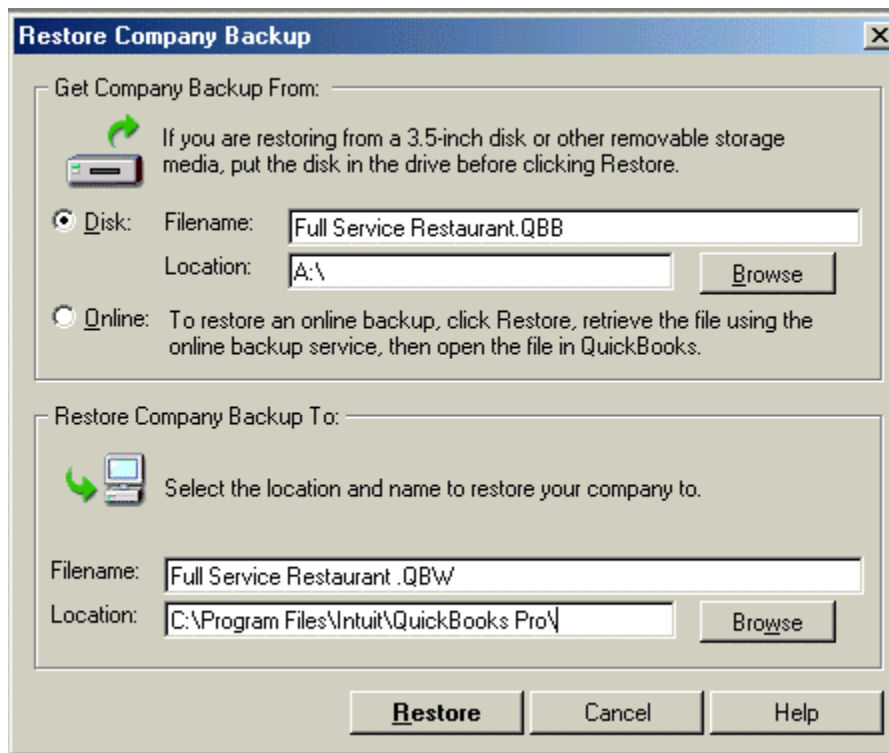 Restore Company Backup
Get Company Backup From:
If you are restoring from a 3.5-inch disk or other removable storage
media, put the disk in the drive before clicking Restore.
Disk: Filename: Full Service Restaurant.QBB
Location: A:\ Browse
Online: To restore an online backup, click Restore, retrieve the file using the
online backup service, then open the file in QuickBooks.
Restore Company Backup To:
Select the location and name to restore your company to.
Filename: Full Service Restaurant .QBW
Location: C:\Program Files\Intuit\QuickBooks Pro\ Browse
Restore Cancel Help